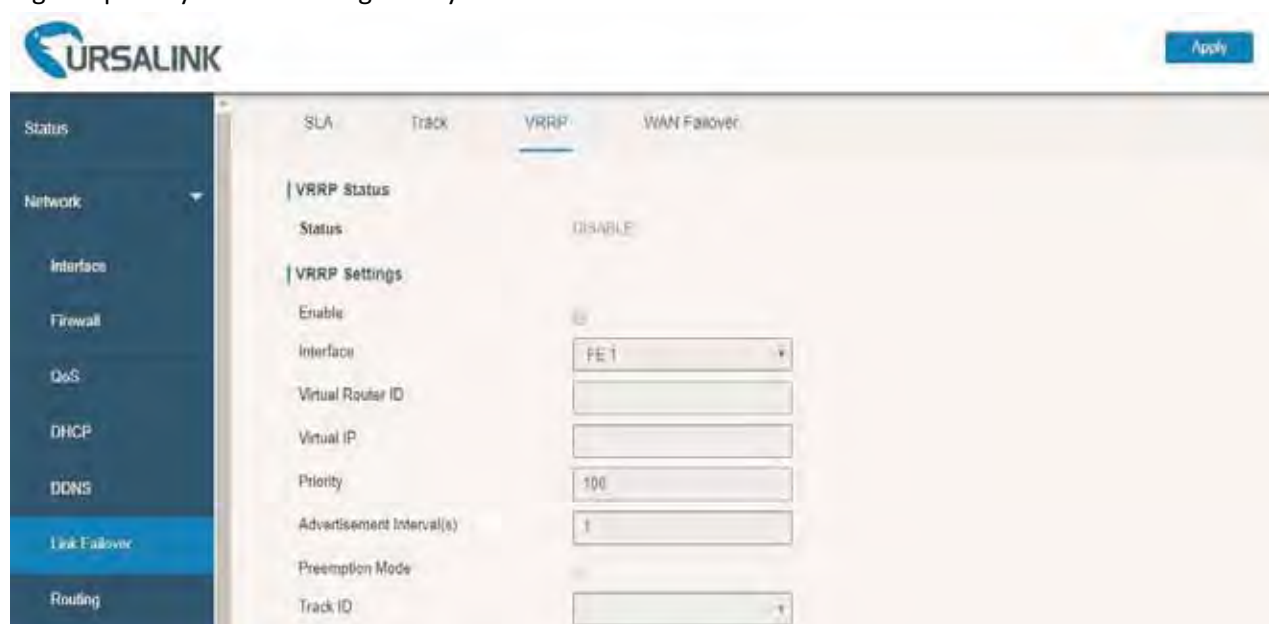 URSALINK
Apply
Status
SLA Track VRRP WAN Failover
Network
VRRP Status
Status DISABLE
Interface
VRRP Settings
Firewall
Enable
Interface FE 1
QoS
Virtual Router ID
DHCP
Virtual IP
DDNS
Priority 100
Advertisement Interval(s) 1
Link Failover
Preemption Mode
Routing
Track ID